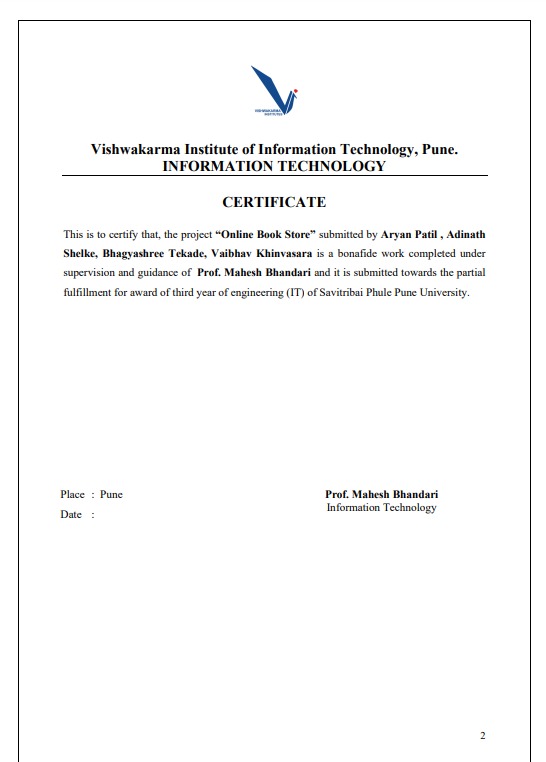 VISHWAKARMA
INSTITUTES
Vishwakarma Institute of Information Technology, Pune.
INFORMATION TECHNOLOGY
CERTIFICATE
This is to certify that, the project “Online Book Store” submitted by Aryan Patil , Adinath
Shelke, Bhagyashree Tekade, Vaibhav Khinvasara is a bonafide work completed under
supervision and guidance of Prof. Mahesh Bhandari and it is submitted towards the partial
fulfillment for award of third year of engineering (IT) of Savitribai Phule Pune University.
Place : Pune
Prof. Mahesh Bhandari
Information Technology
Date :
2